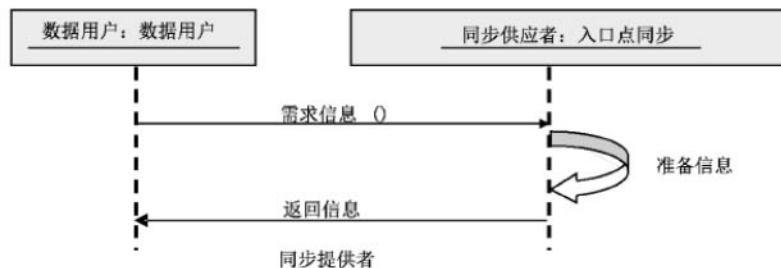 数据用户：数据用户
同步供应者：入口点同步
需求信息 （）
准备信息
返回信息
同步提供者